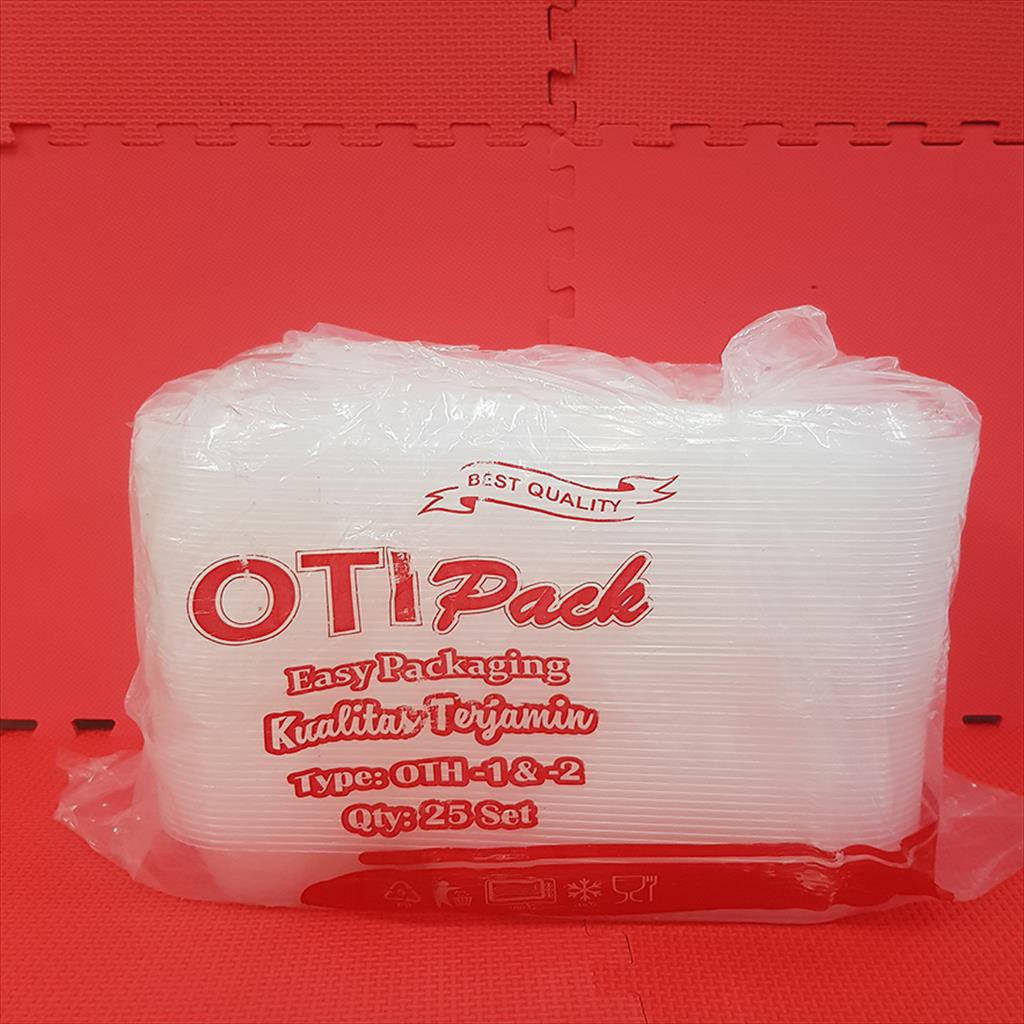 BEST QUALITY
OTI Pack
Easy Packaging
Kualitas Terjamin
Type: OTH -1 & -2
Qty: 25 Set